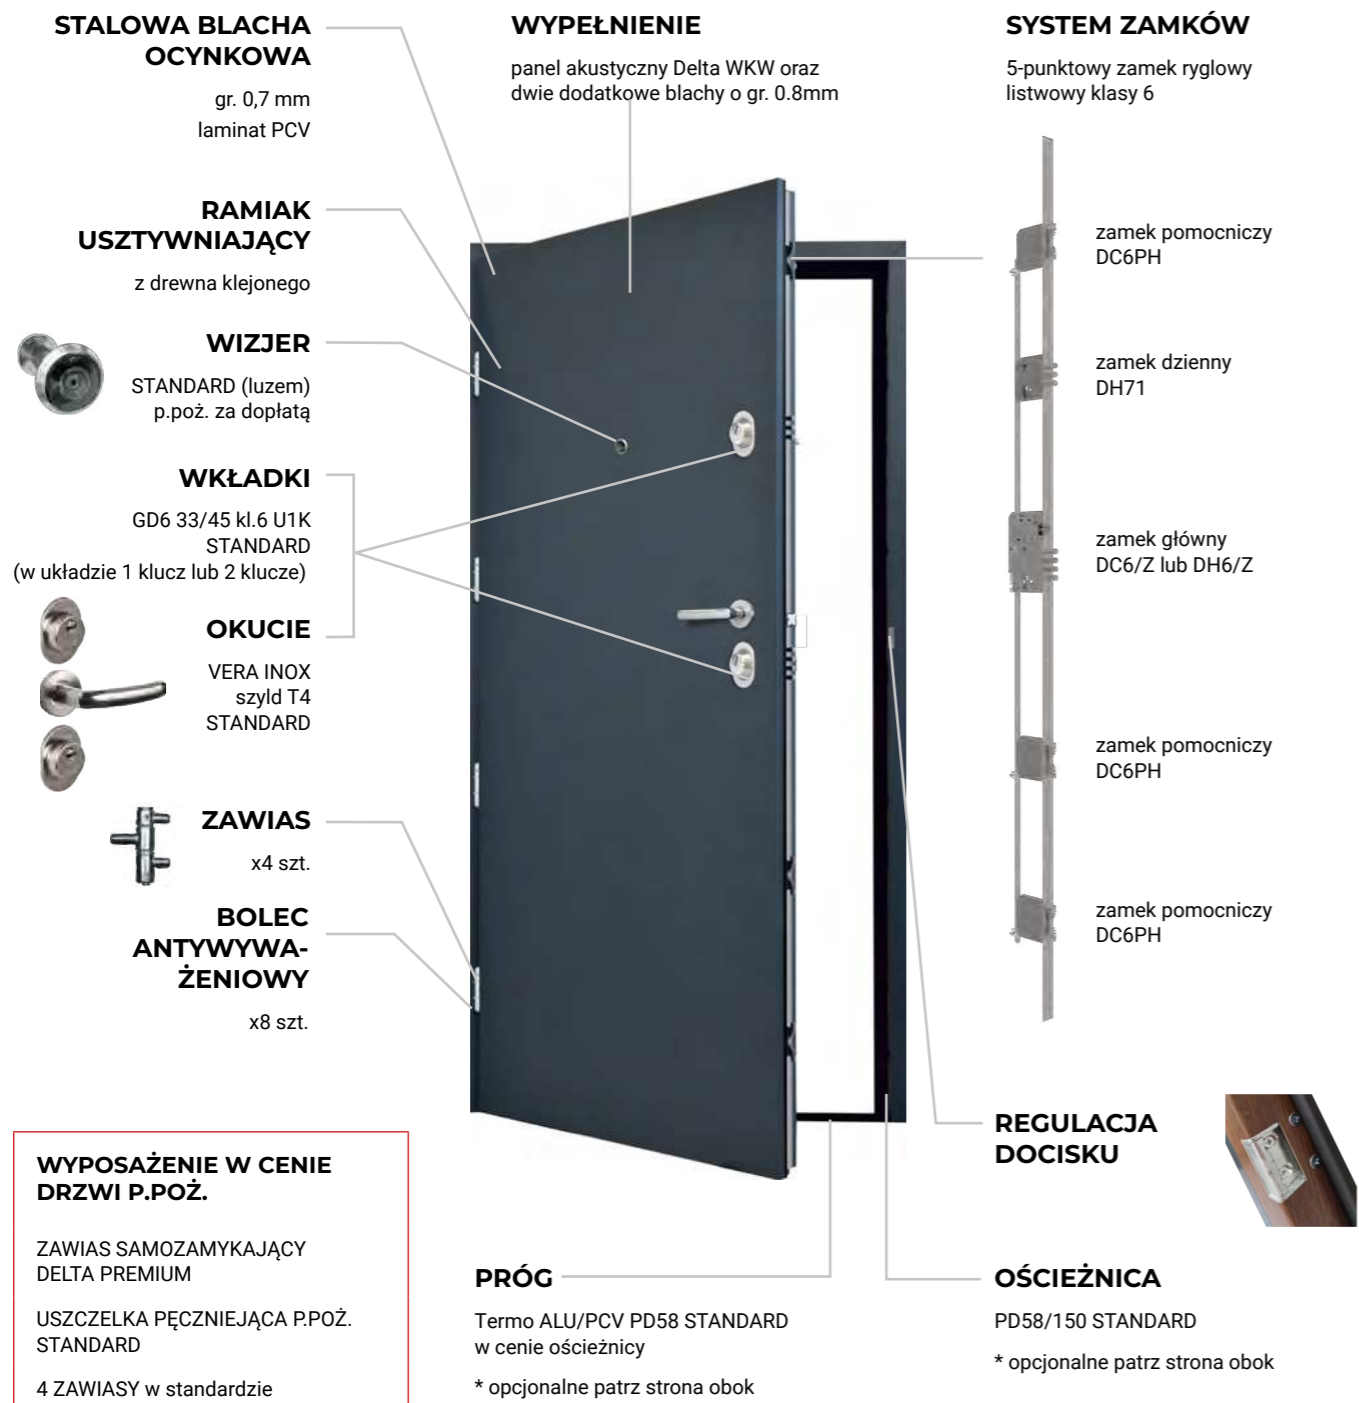 STALOWA BLACHA
OCYNKOWA
gr. 0,7 mm
laminat PCV
RAMIAK
USZTYWNIAJĄCY
z drewna klejonego
WIZJER
STANDARD (luzem)
p.poż. za dopłatą
WKŁADKI
GD6 33/45 kl.6 U1K
STANDARD
(w układzie 1 klucz lub 2 klucze)
OKUCIE
VERA INOX
szyld T4
STANDARD
ZAWIAS
x4 szt.
BOLEC
ANTYWYWA-
ŻENIOWY
x8 szt.
WYPOSAŻENIE W CENIE
DRZWI P.POŻ.
ZAWIAS SAMOZAMYKAJĄCY
DELTA PREMIUM
USZCZELKA PĘCZNIEJĄCA P.POŻ.
STANDARD
4 ZAWIASY w standardzie
WYPEŁNIENIE
panel akustyczny Delta WKW oraz
dwie dodatkowe blachy o gr. 0.8mm
PRÓG
Termo ALU/PCV PD58 STANDARD
w cenie ościeżnicy
* opcjonalne patrz strona obok
SYSTEM ZAMKÓW
5-punktowy zamek ryglowy
listwowy klasy 6
zamek pomocniczy
DC6PH
zamek dzienny
DH71
zamek główny
DC6/Z lub DH6/Z
zamek pomocniczy
DC6PH
zamek pomocniczy
DC6PH
REGULACJA
DOCISKU
OŚCIEŻNICA
PD58/150 STANDARD
* opcjonalne patrz strona obok